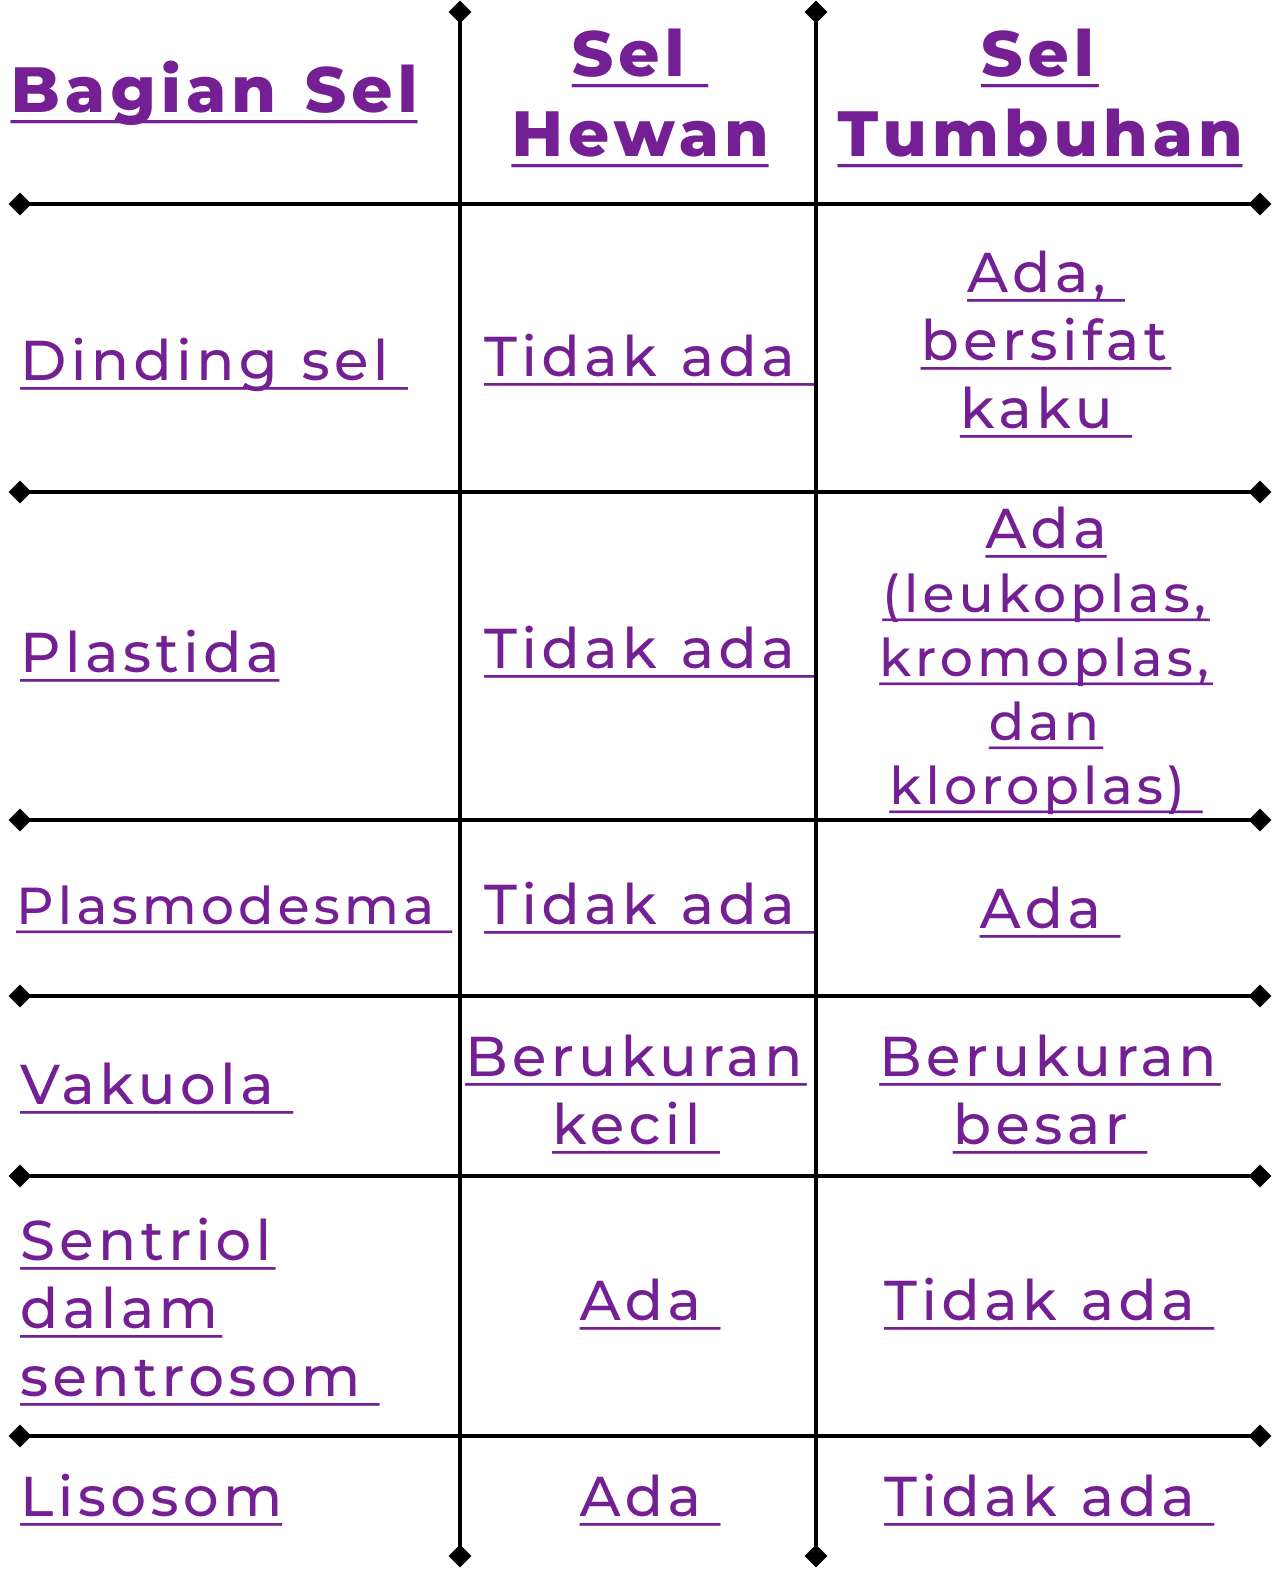 Bagian Sel
Sel
Hewan
Sel
Tumbuhan
Dinding sel
Tidak ada
Ada,
bersifat
kaku
Plastida
Tidak ada
Ada
(leukoplas,
kromoplas,
dan
kloroplas)
Plasmodesma
Tidak ada
Ada
Vakuola
Berukuran
kecil
Berukuran
besar
Sentriol
dalam
sentrosom
Ada
Tidak ada
Lisosom
Ada
Tidak ada